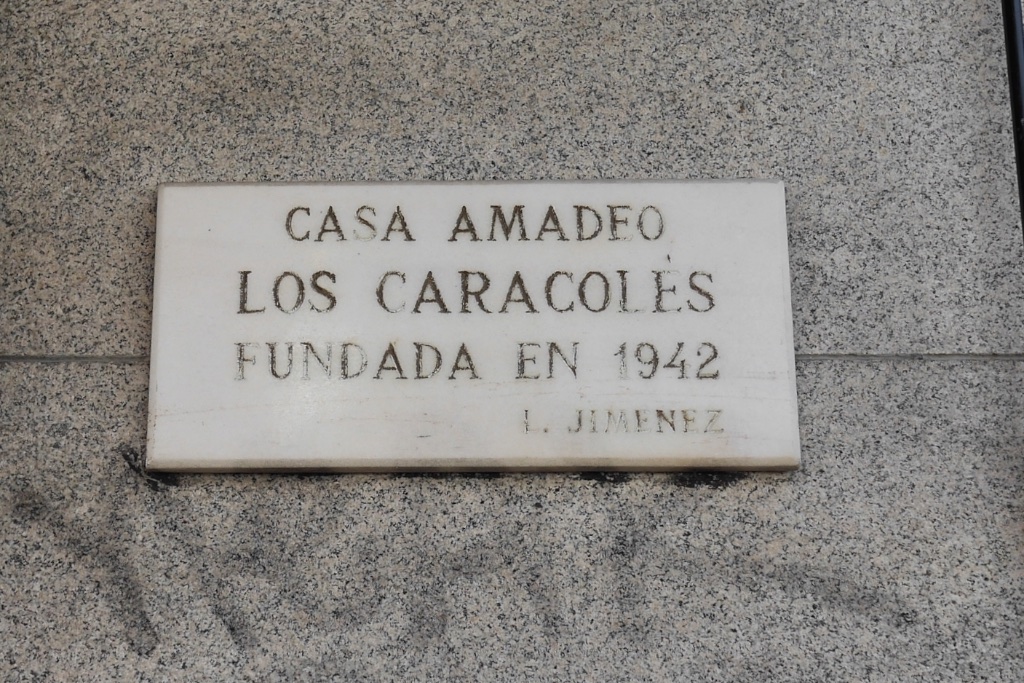 CASA AMADEO
LOS CARACOLES
FUNDADA EN 1942
L. JIMENEZ